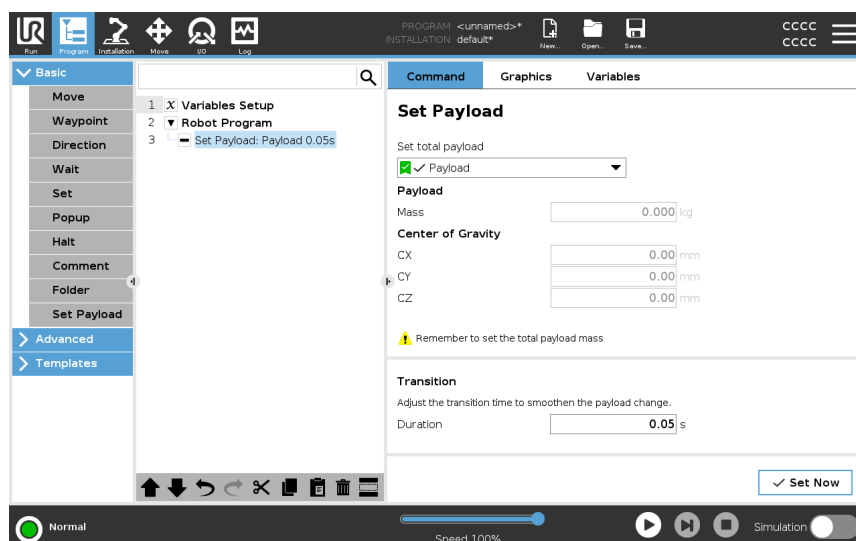 PROGRAM <unnamed>*
INSTALLATION default*
CCCC
CCCC
UR
Run
Program
Installation
Move
I/O
Log
New...
Open...
Save...
Basic
Move
Waypoint
Direction
Wait
Set
Popup
Halt
Comment
Folder
Set Payload
Advanced
Templates
1 X Variables Setup
2 Robot Program
3 Set Payload: Payload 0.05s
Command Graphics Variables
Set Payload
Set total payload
Payload
Payload
Mass 0.000 kg
Center of Gravity
CX 0.00 mm
CY 0.00 mm
CZ 0.00 mm
Remember to set the total payload mass
Transition
Adjust the transition time to smoothen the payload change.
Duration 0.05 s
Set Now
Normal
Speed 100%
Simulation